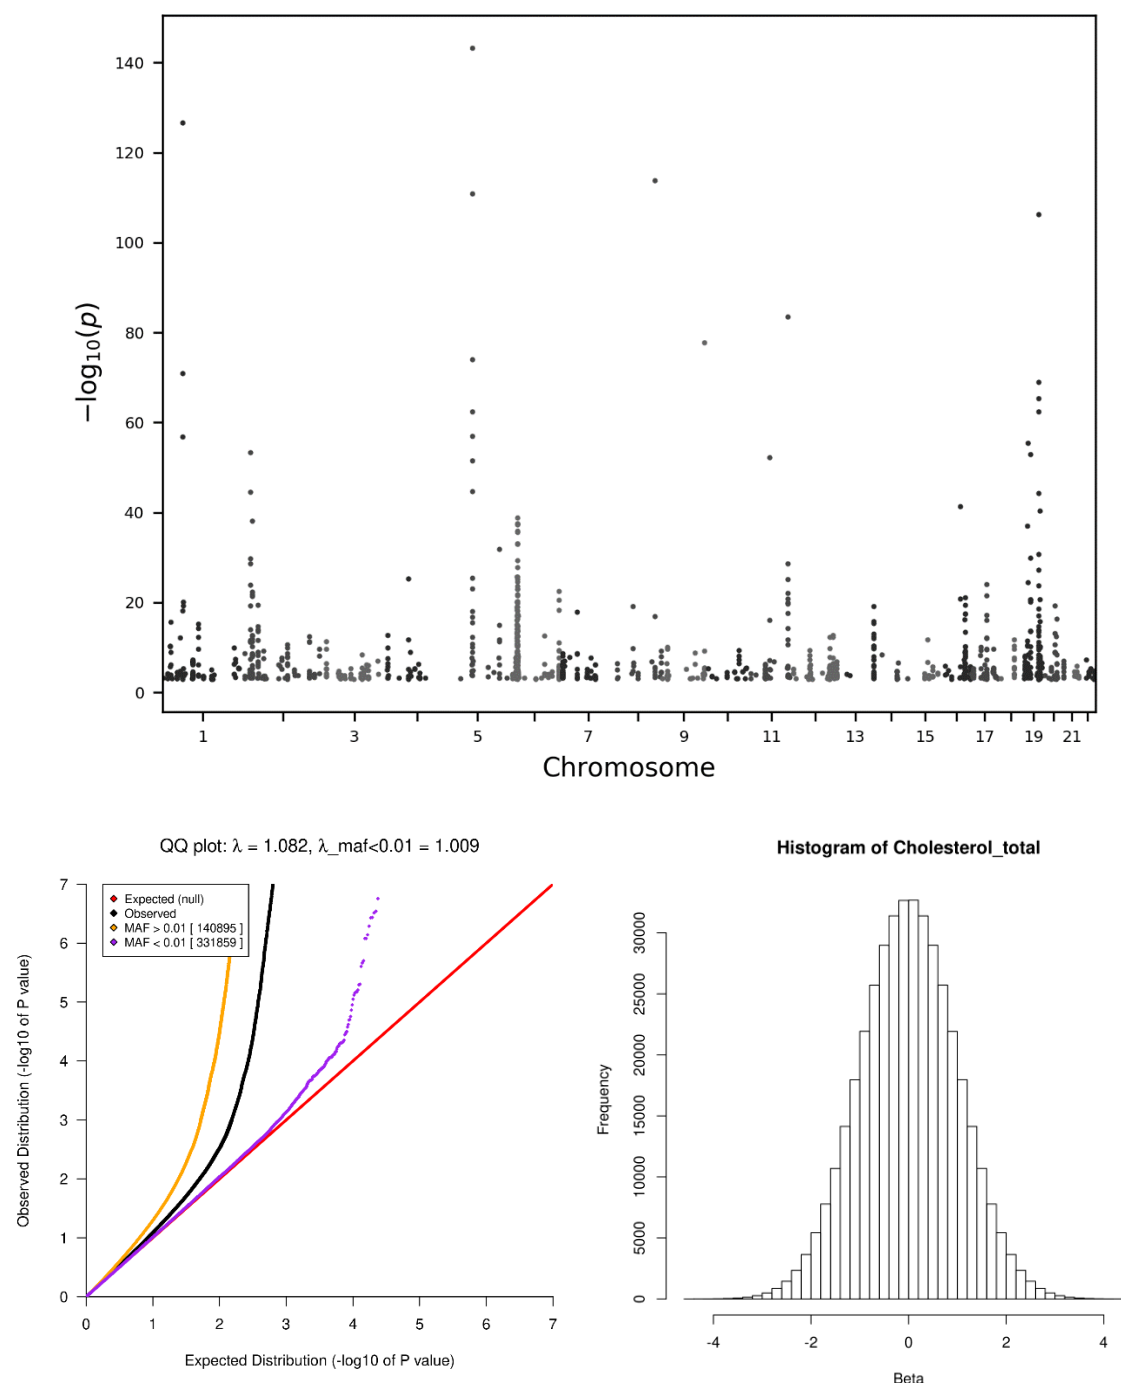 140
120
100
80
60
40
20
0
−log₁₀(p)
1 3 5 7 9 11 13 15 17 19 21
Chromosome
QQ plot: λ = 1.082, λ_maf<0.01 = 1.009
Expected (null)
Observed
MAF > 0.01 [ 140895 ]
MAF < 0.01 [ 331859 ]
7
6
5
4
3
2
1
0
Observed Distribution (-log10 of P value)
0 1 2 3 4 5 6 7
Expected Distribution (-log10 of P value)
Histogram of Cholesterol_total
30000
25000
20000
15000
10000
5000
0
Frequency
-4 -2 0 2 4
Beta